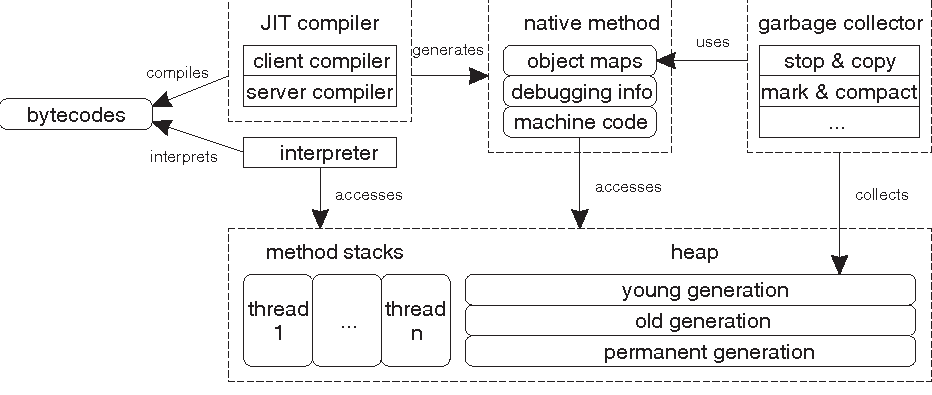 JIT compiler
native method
garbage collector
generates
uses
client compiler
object maps
stop & copy
compiles
server compiler
debugging info
mark & compact
bytecodes
machine code
...
interprets
interpreter
accesses
accesses
collects
method stacks
heap
young generation
thread
1
...
thread
n
old generation
permanent generation